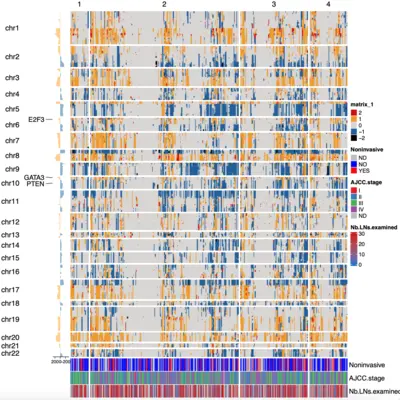 1 2 3 4
chr1
chr2
chr3
chr4
chr5
E2F3
chr6
chr7
chr8
chr9
GATA3
chr10
PTEN
chr11
chr12
chr13
chr14
chr15
chr16
chr17
chr18
chr19
chr20
chr21
chr22
matrix_1
2
1
0
-1
-2
Noninvasive
ND
NO
YES
AJCC.stage
I
II
III
IV
ND
Nb.LNs.examined
30
20
10
0
Noninvasive
AJCC.stage
Nb.LNs.examined